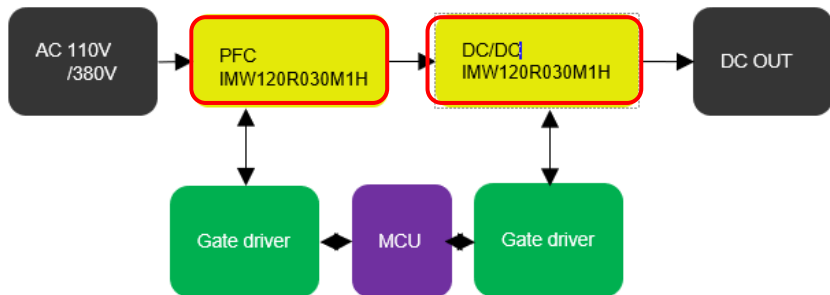 AC 110V
/380V
PFC
IMW120R030M1H
DC/DC
IMW120R030M1H
DC OUT
Gate driver
MCU
Gate driver